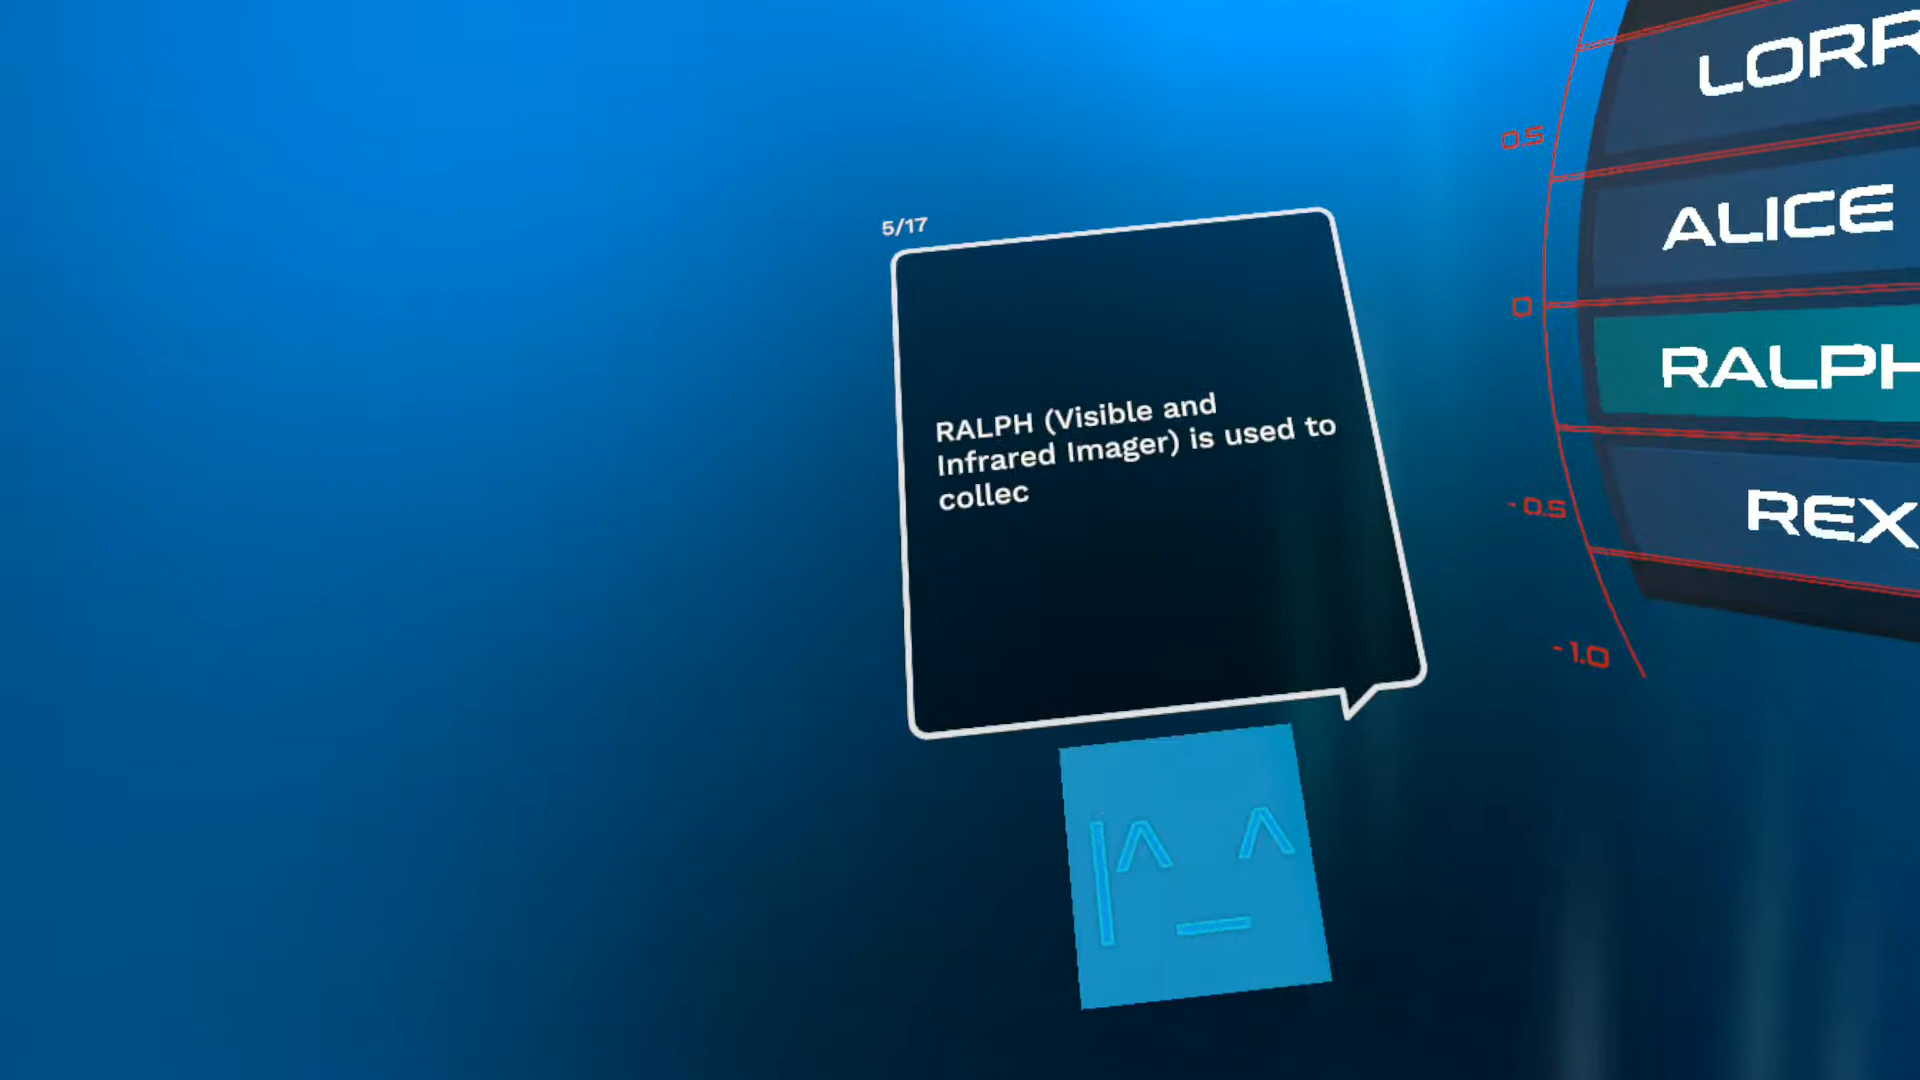 5/17
RALPH (Visible and
Infrared Imager) is used to
collec
LORR
0.5
ALICE
0
RALPH
- 0.5
REX
- 1.0